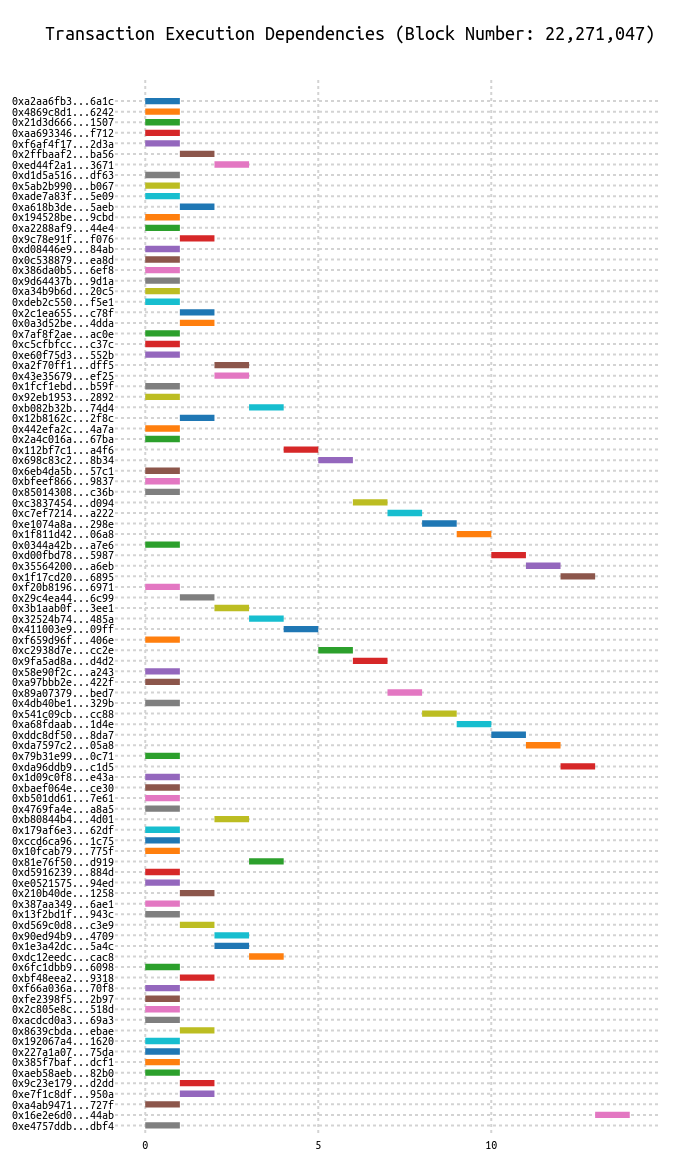 Transaction Execution Dependencies (Block Number: 22,271,047)
0xa2aa6fb3...6a1c
0x4869c8d1...6242
0x21d3d666...1507
0xaa693346...f712
0xf6af4f17...2d3a
0x2ffbaaf2...ba56
0xed44f2a1...3671
0xd1d5a516...df63
0x5ab2b990...b067
0xade7a83f...5e09
0xa618b3de...5aeb
0x194528be...9cbd
0xa2288af9...44e4
0x9c78e91f...f076
0xd08446e9...84ab
0x0c538879...ea8d
0x386da0b5...6ef8
0x9d64437b...9d1a
0xa34b9b6d...20c5
0xdeb2c550...f5e1
0x2c1ea655...c78f
0x0a3d52be...4dda
0x7af8f2ae...ac0e
0xc5cfbfcc...c37c
0xe60f75d3...552b
0xa2f70ff1...dff5
0x43e35679...ef25
0x1fcf1ebd...b59f
0x92eb1953...2892
0xb082b32b...74d4
0x12b8162c...2f8c
0x442efa2c...4a7a
0x2a4c016a...67ba
0x112bf7c1...a4f6
0x698c83c2...8b34
0x6eb4da5b...57c1
0xbfeef866...9837
0x85014308...c36b
0xc3837454...d094
0xc7ef7214...a222
0xe1074a8a...298e
0x1f811d42...06a8
0x0344a42b...a7e6
0xd00fbd78...5987
0x35564200...a6eb
0x1f17cd20...6895
0xf20b8196...6971
0x29c4ea44...6c99
0x3b1aab0f...3ee1
0x32524b74...485a
0x411003e9...09ff
0xf659d96f...406e
0xc2938d7e...cc2e
0x9fa5ad8a...d4d2
0x58e90f2c...a243
0xa97bbb2e...422f
0x89a07379...bed7
0x4db40be1...329b
0x541c09cb...cc88
0xa68fdaab...1d4e
0xddc8df50...8da7
0xda7597c2...05a8
0x79b31e99...0c71
0xda96ddb9...c1d5
0x1d09c0f8...e43a
0xbaef064e...ce30
0xb501dd61...7e61
0x4769fa4e...a8a5
0xb80844b4...4d01
0x179af6e3...62df
0xccd6ca96...1c75
0x10fcab79...775f
0x81e76f50...d919
0xd5916239...884d
0xe0521575...94ed
0x210b40de...1258
0x387aa349...6ae1
0x13f2bd1f...943c
0xd569c0d8...c3e9
0x90ed94b9...4709
0x1e3a42dc...5a4c
0xdc12eedc...cac8
0x6fc1dbb9...6098
0xbf48eea2...9318
0xf66a036a...70f8
0xfe2398f5...2b97
0x2c805e8c...518d
0xacdcd0a3...69a3
0x8639cbda...ebae
0x192067a4...1620
0x227a1a07...75da
0x385f7baf...dcf1
0xaeb58aeb...82b0
0x9c23e179...d2dd
0xe7f1c8df...950a
0xa4ab9471...727f
0x16e2e6d0...44ab
0xe4757ddb...dbf4
0 5 10